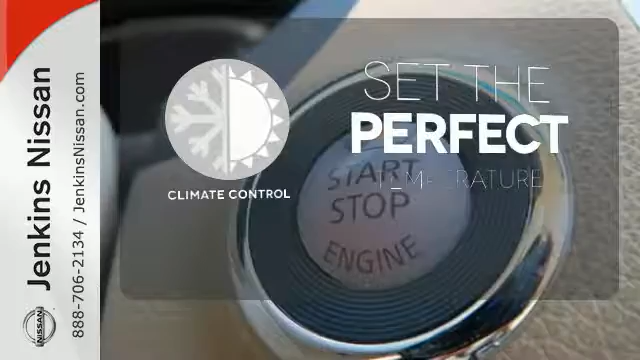 Jenkins Nissan
888-706-2134 / JenkinsNissan.com
NISSAN
CLIMATE CONTROL
SET THE
PERFECT
START
STOP
ENGINE